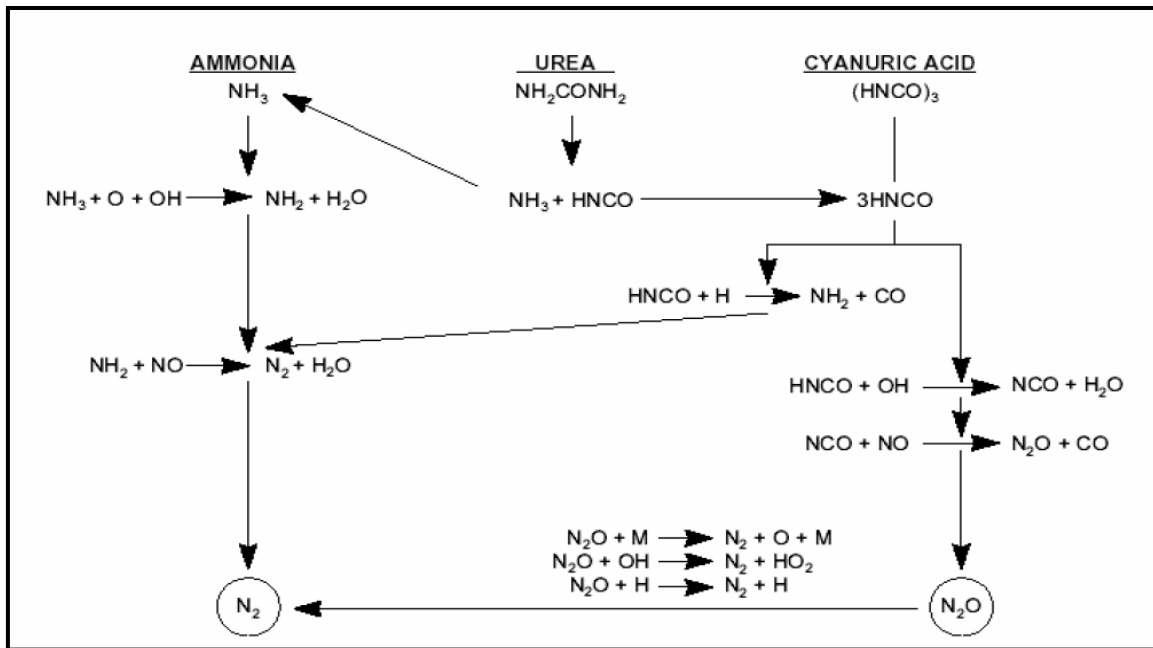 AMMONIA UREA CYANURIC ACID
NH₃ NH₂CONH₂ (HNCO)₃
NH₃ + O + OH NH₂ + H₂O NH₃ + HNCO 3HNCO
HNCO + H NH₂ + CO
NH₂ + NO N₂ + H₂O
HNCO + OH NCO + H₂O
NCO + NO N₂O + CO
N₂O + M N₂ + O + M
N₂O + OH N₂ + HO₂
N₂O + H N₂ + H
N₂ N₂O